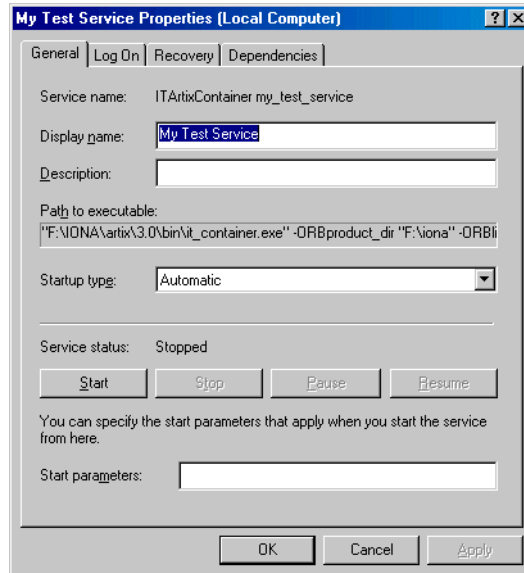 My Test Service Properties (Local Computer)
General Log On Recovery Dependencies
Service name: ITArtixContainer my_test_service
Display name: My Test Service
Description:
Path to executable:
"F:\IONA\artix\3.0\bin\it_container.exe" -ORBproduct_dir "F:\iona" -ORBli
Startup type: Automatic
Service status: Stopped
Start Stop Pause Resume
You can specify the start parameters that apply when you start the service
from here.
Start parameters:
OK Cancel Apply